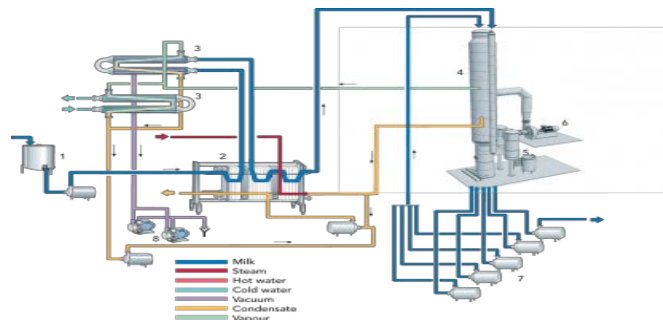 3
4
3
6
1
2
5
8
7
Milk
Steam
Hot water
Cold water
Vacuum
Condensate
Vapour